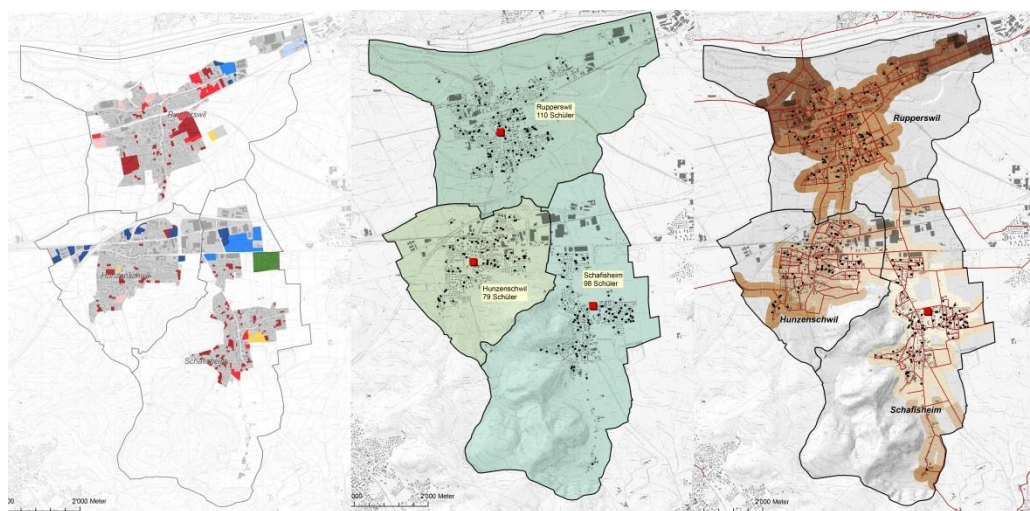 Rupperswil
Hunzenschwil
Schafisheim
2'000 Meter
Rupperswil
110 Schüler
Hunzenschwil
79 Schüler
Schafisheim
98 Schüler
000
2'000 Meter
Rupperswil
Hunzenschwil
Schafisheim
2'000 Meter